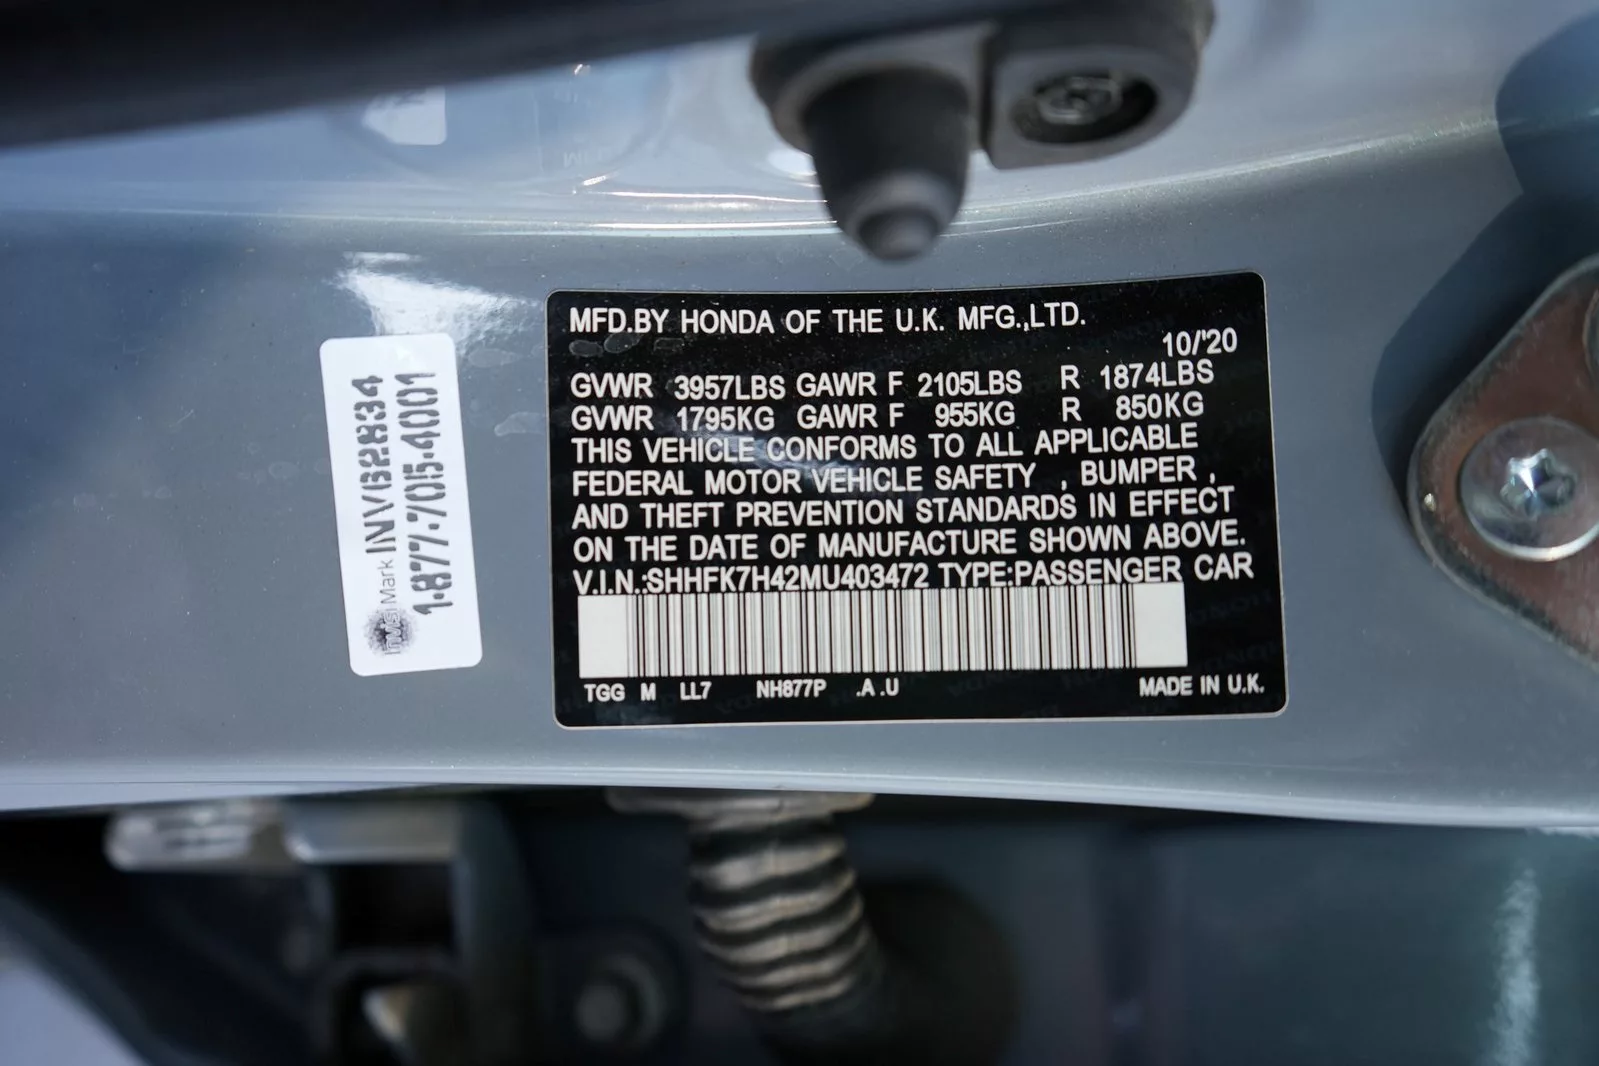 MFD.BY HONDA OF THE U.K. MFG.,LTD.
10/'20
GVWR 3957LBS GAWR F 2105LBS R 1874LBS
GVWR 1795KG GAWR F 955KG R 850KG
THIS VEHICLE CONFORMS TO ALL APPLICABLE
FEDERAL MOTOR VEHICLE SAFETY , BUMPER ,
AND THEFT PREVENTION STANDARDS IN EFFECT
ON THE DATE OF MANUFACTURE SHOWN ABOVE.
V.I.N.:SHHFK7H42MU403472 TYPE:PASSENGER CAR
TGG M LL7 NH877P .A .U MADE IN U.K.
Mark INVB2834
1.877.705.4001